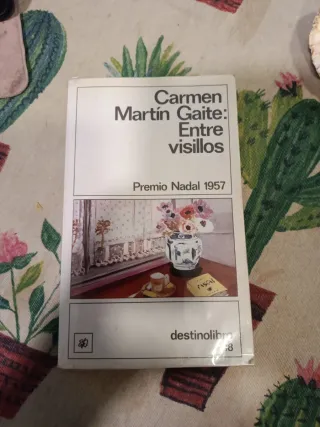 Carmen
Martín Gaite:
Entre
visillos
Premio Nadal 1957
destinolibro